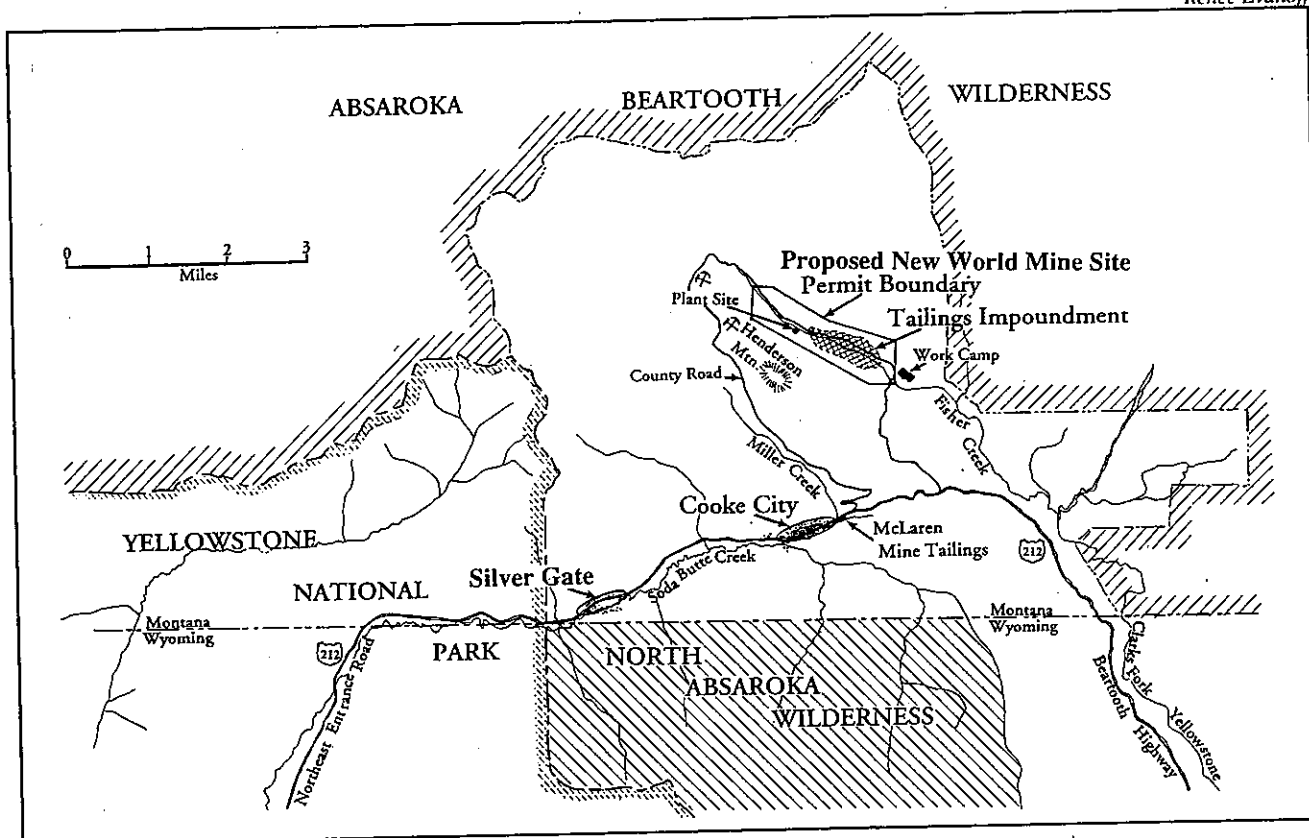 Renee Evanoff
ABSAROKA
BEARTOOTH
WILDERNESS
0 1 2 3
Miles
Proposed New World Mine Site
Permit Boundary
Plant Site
Tailings Impoundment
Henderson
Mtn.
Work Camp
County Road
Fisher Creek
Miller Creek
Cooke City
McLaren
Mine Tailings
YELLOWSTONE
212
Soda Butte Creek
Silver Gate
NATIONAL
Montana
Wyoming
Montana
Wyoming
212
PARK
NORTH
ABSAROKA
WILDERNESS
Northeast Entrance Road
Clarks Fork
Yellowstone
Beartooth Highway